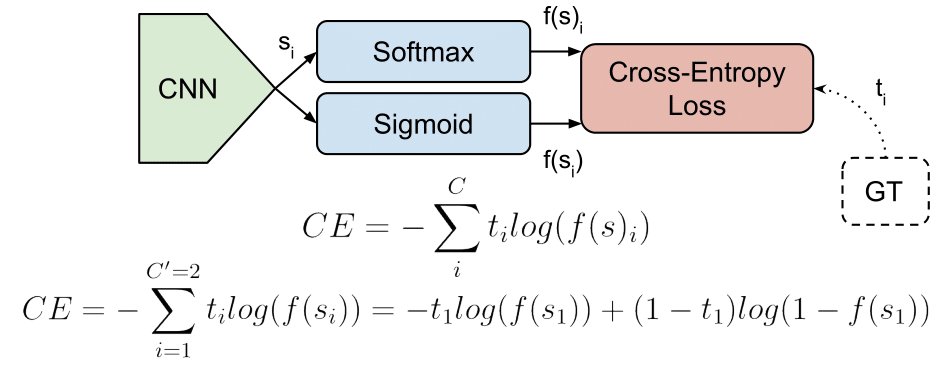 CNN
s_i
Softmax
f(s)_i
Sigmoid
f(s_i)
Cross-Entropy
Loss
t_i
GT
CE = -\sum_{i}^{C} t_i log(f(s)_i)
CE = -\sum_{i=1}^{C'=2} t_i log(f(s_i)) = -t_1 log(f(s_1)) + (1 - t_1) log(1 - f(s_1))